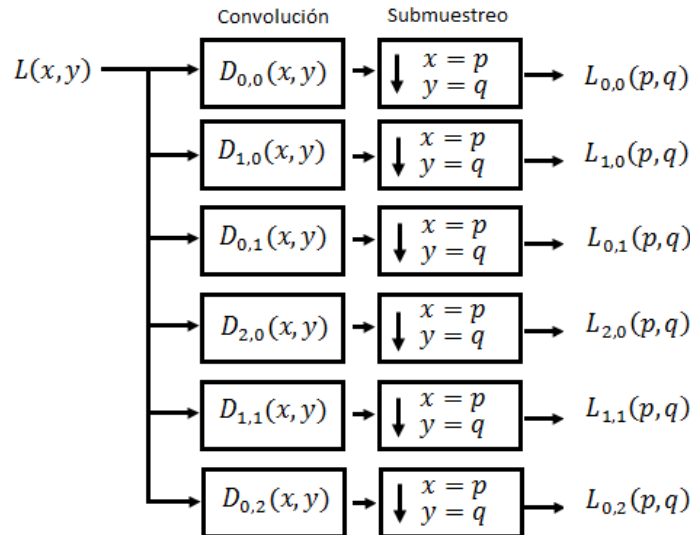 Convolución Submuestreo
L(x,y) D₀,₀(x,y) ↓ x = p L₀,₀(p,q)
y = q
D₁,₀(x,y) ↓ x = p L₁,₀(p,q)
y = q
D₀,₁(x,y) ↓ x = p L₀,₁(p,q)
y = q
D₂,₀(x,y) ↓ x = p L₂,₀(p,q)
y = q
D₁,₁(x,y) ↓ x = p L₁,₁(p,q)
y = q
D₀,₂(x,y) ↓ x = p L₀,₂(p,q)
y = q